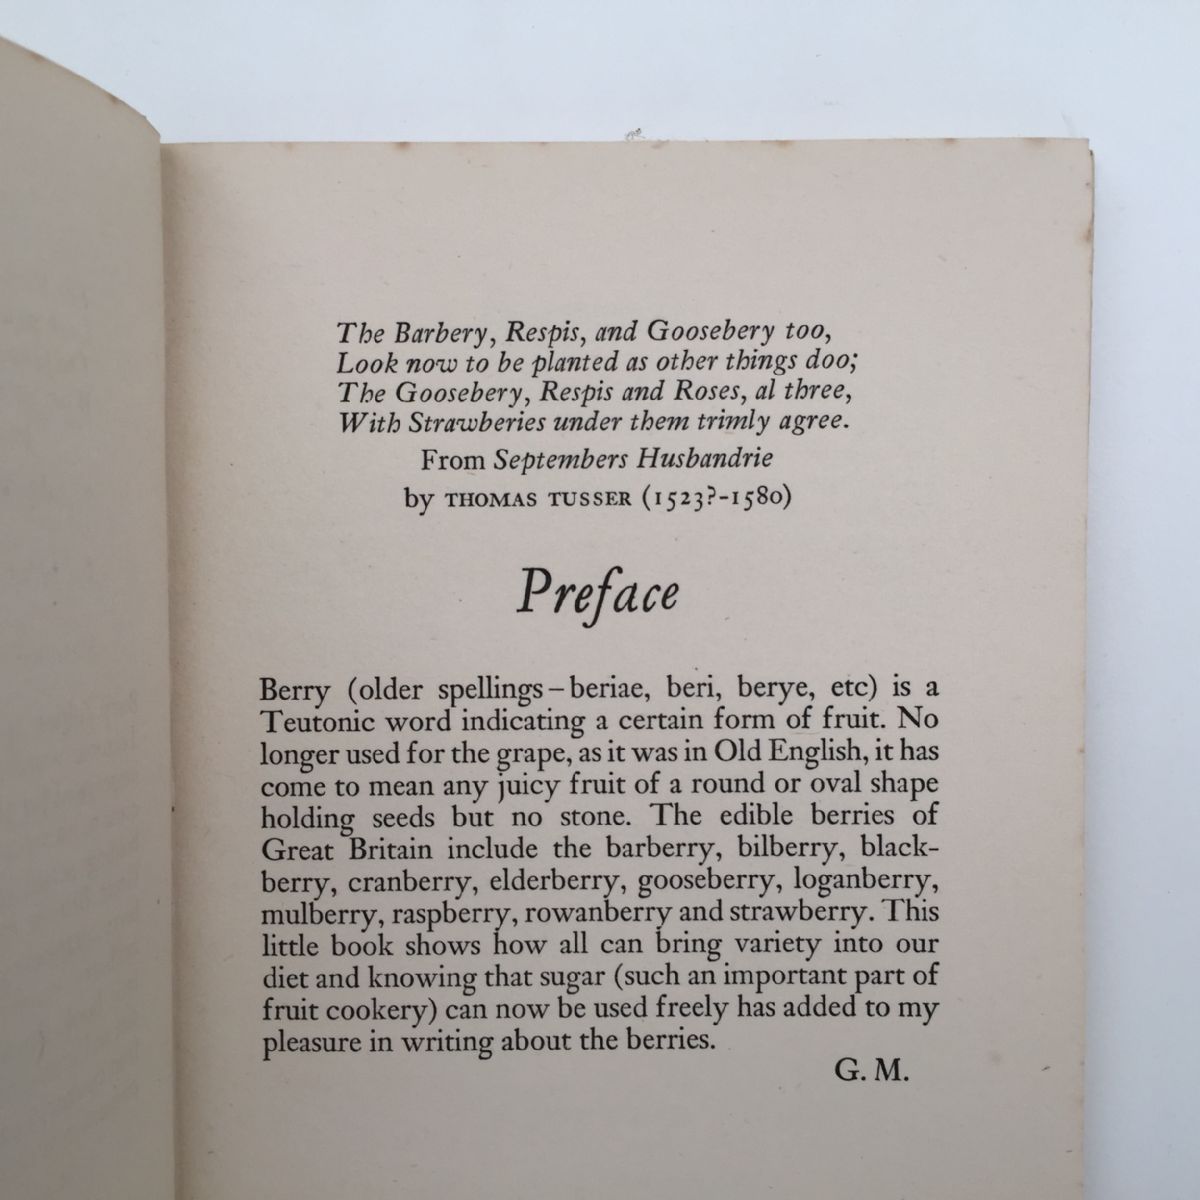 The Barbery, Respis, and Goosebery too,
Look now to be planted as other things doo;
The Goosebery, Respis and Roses, al three,
With Strawberies under them trimly agree.
From Septembers Husbandrie
by THOMAS TUSSER (1523?-1580)
Preface
Berry (older spellings – beriae, beri, berye, etc) is a
Teutonic word indicating a certain form of fruit. No
longer used for the grape, as it was in Old English, it has
come to mean any juicy fruit of a round or oval shape
holding seeds but no stone. The edible berries of
Great Britain include the barberry, bilberry, black-
berry, cranberry, elderberry, gooseberry, loganberry,
mulberry, raspberry, rowanberry and strawberry. This
little book shows how all can bring variety into our
diet and knowing that sugar (such an important part of
fruit cookery) can now be used freely has added to my
pleasure in writing about the berries.
G. M.